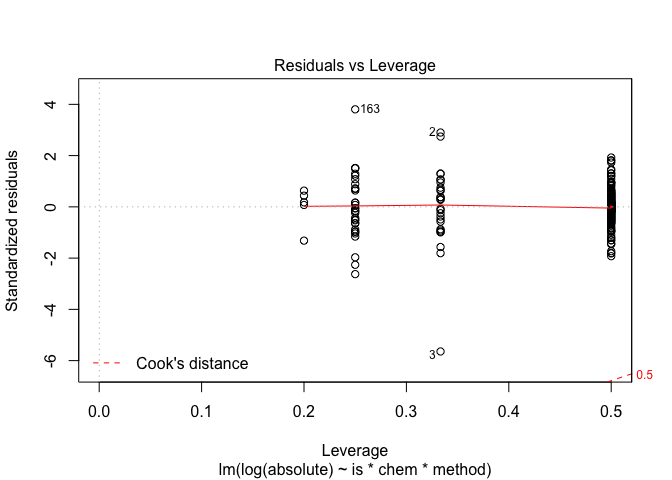 Residuals vs Leverage
4
2
0
-2
-4
-6
Standardized residuals
163
2
3
Cook's distance
0.5
0.0 0.1 0.2 0.3 0.4 0.5
Leverage
lm(log(absolute) ~ is * chem * method)